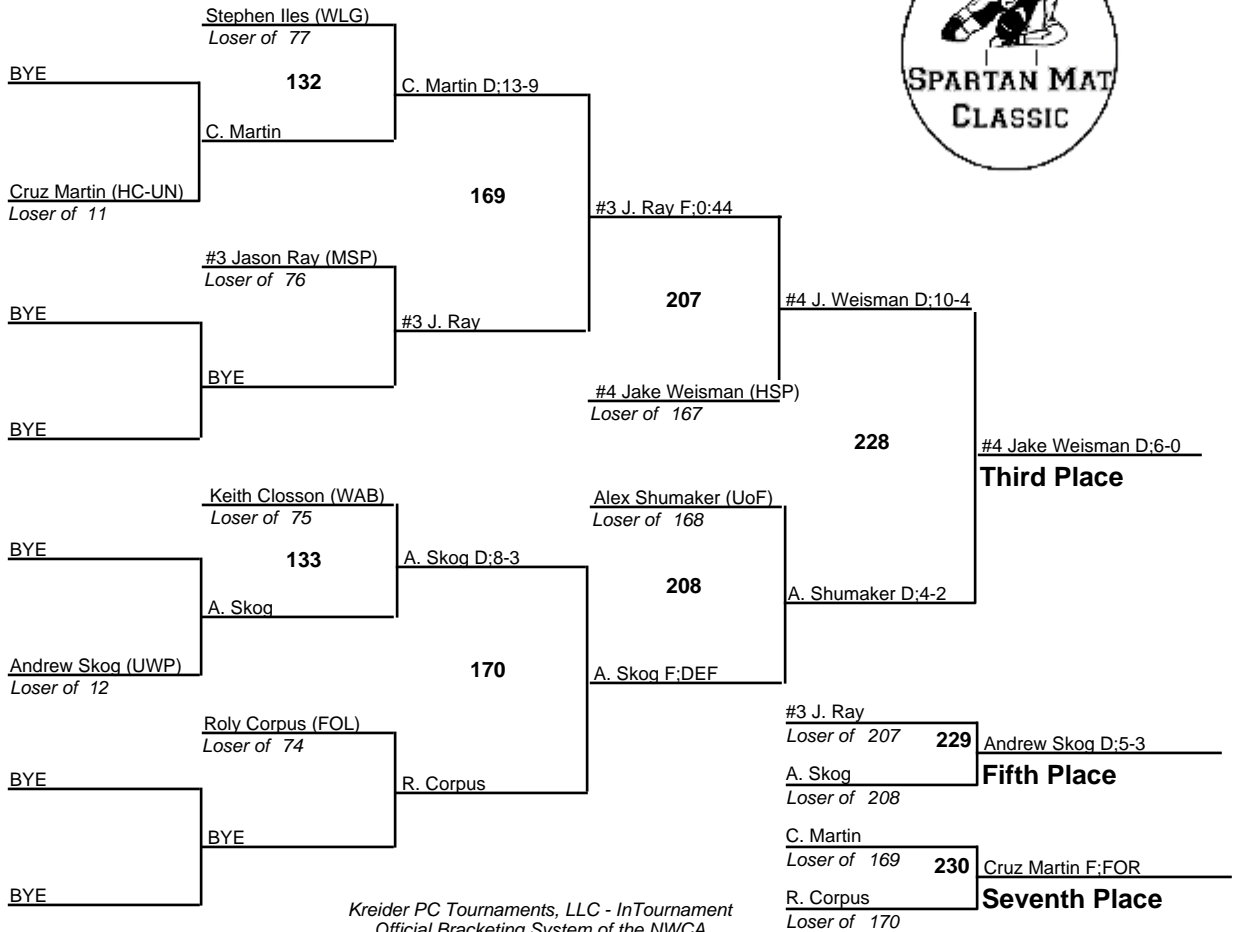 Stephen Iles (WLG)
Loser of 77
BYE
132
C. Martin D;13-9
SPARTAN MAT
CLASSIC
C. Martin
Cruz Martin (HC-UN)
Loser of 11
169
#3 J. Ray F;0:44
#3 Jason Ray (MSP)
Loser of 76
BYE
207
#4 J. Weisman D;10-4
#3 J. Ray
BYE
#4 Jake Weisman (HSP)
Loser of 167
BYE
228
#4 Jake Weisman D;6-0
Third Place
Keith Closson (WAB)
Loser of 75
Alex Shumaker (UoF)
Loser of 168
BYE
133
A. Skog D;8-3
208
A. Skog
A. Shumaker D;4-2
Andrew Skog (UWP)
Loser of 12
170
A. Skog F;DEF
Roly Corpus (FOL)
Loser of 74
#3 J. Ray
Loser of 207
229
Andrew Skog D;5-3
Fifth Place
BYE
R. Corpus
A. Skog
Loser of 208
BYE
C. Martin
Loser of 169
230
Cruz Martin F;FOR
Seventh Place
BYE
R. Corpus
Loser of 170
Kreider PC Tournaments, LLC - InTournament
Official Bracketing System of the NWCA